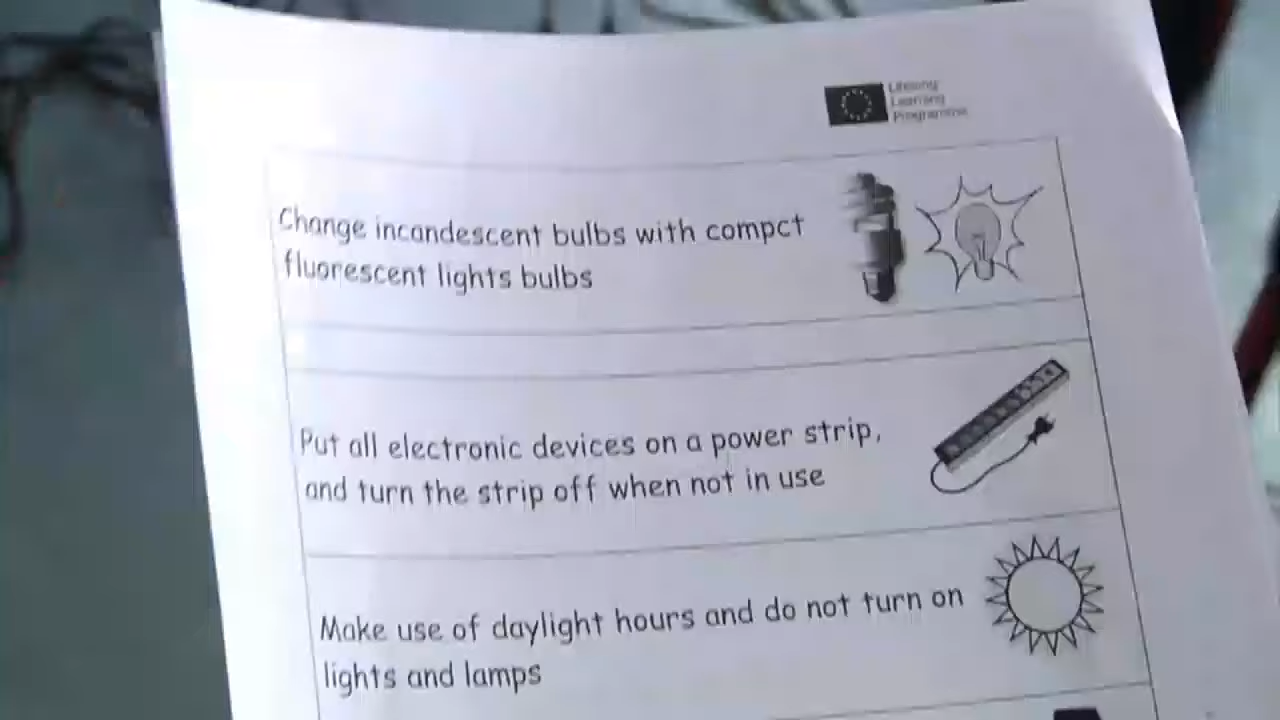 Lifelong
Learning
Programme
Change incandescent bulbs with compct
fluorescent lights bulbs
Put all electronic devices on a power strip,
and turn the strip off when not in use
Make use of daylight hours and do not turn on
lights and lamps